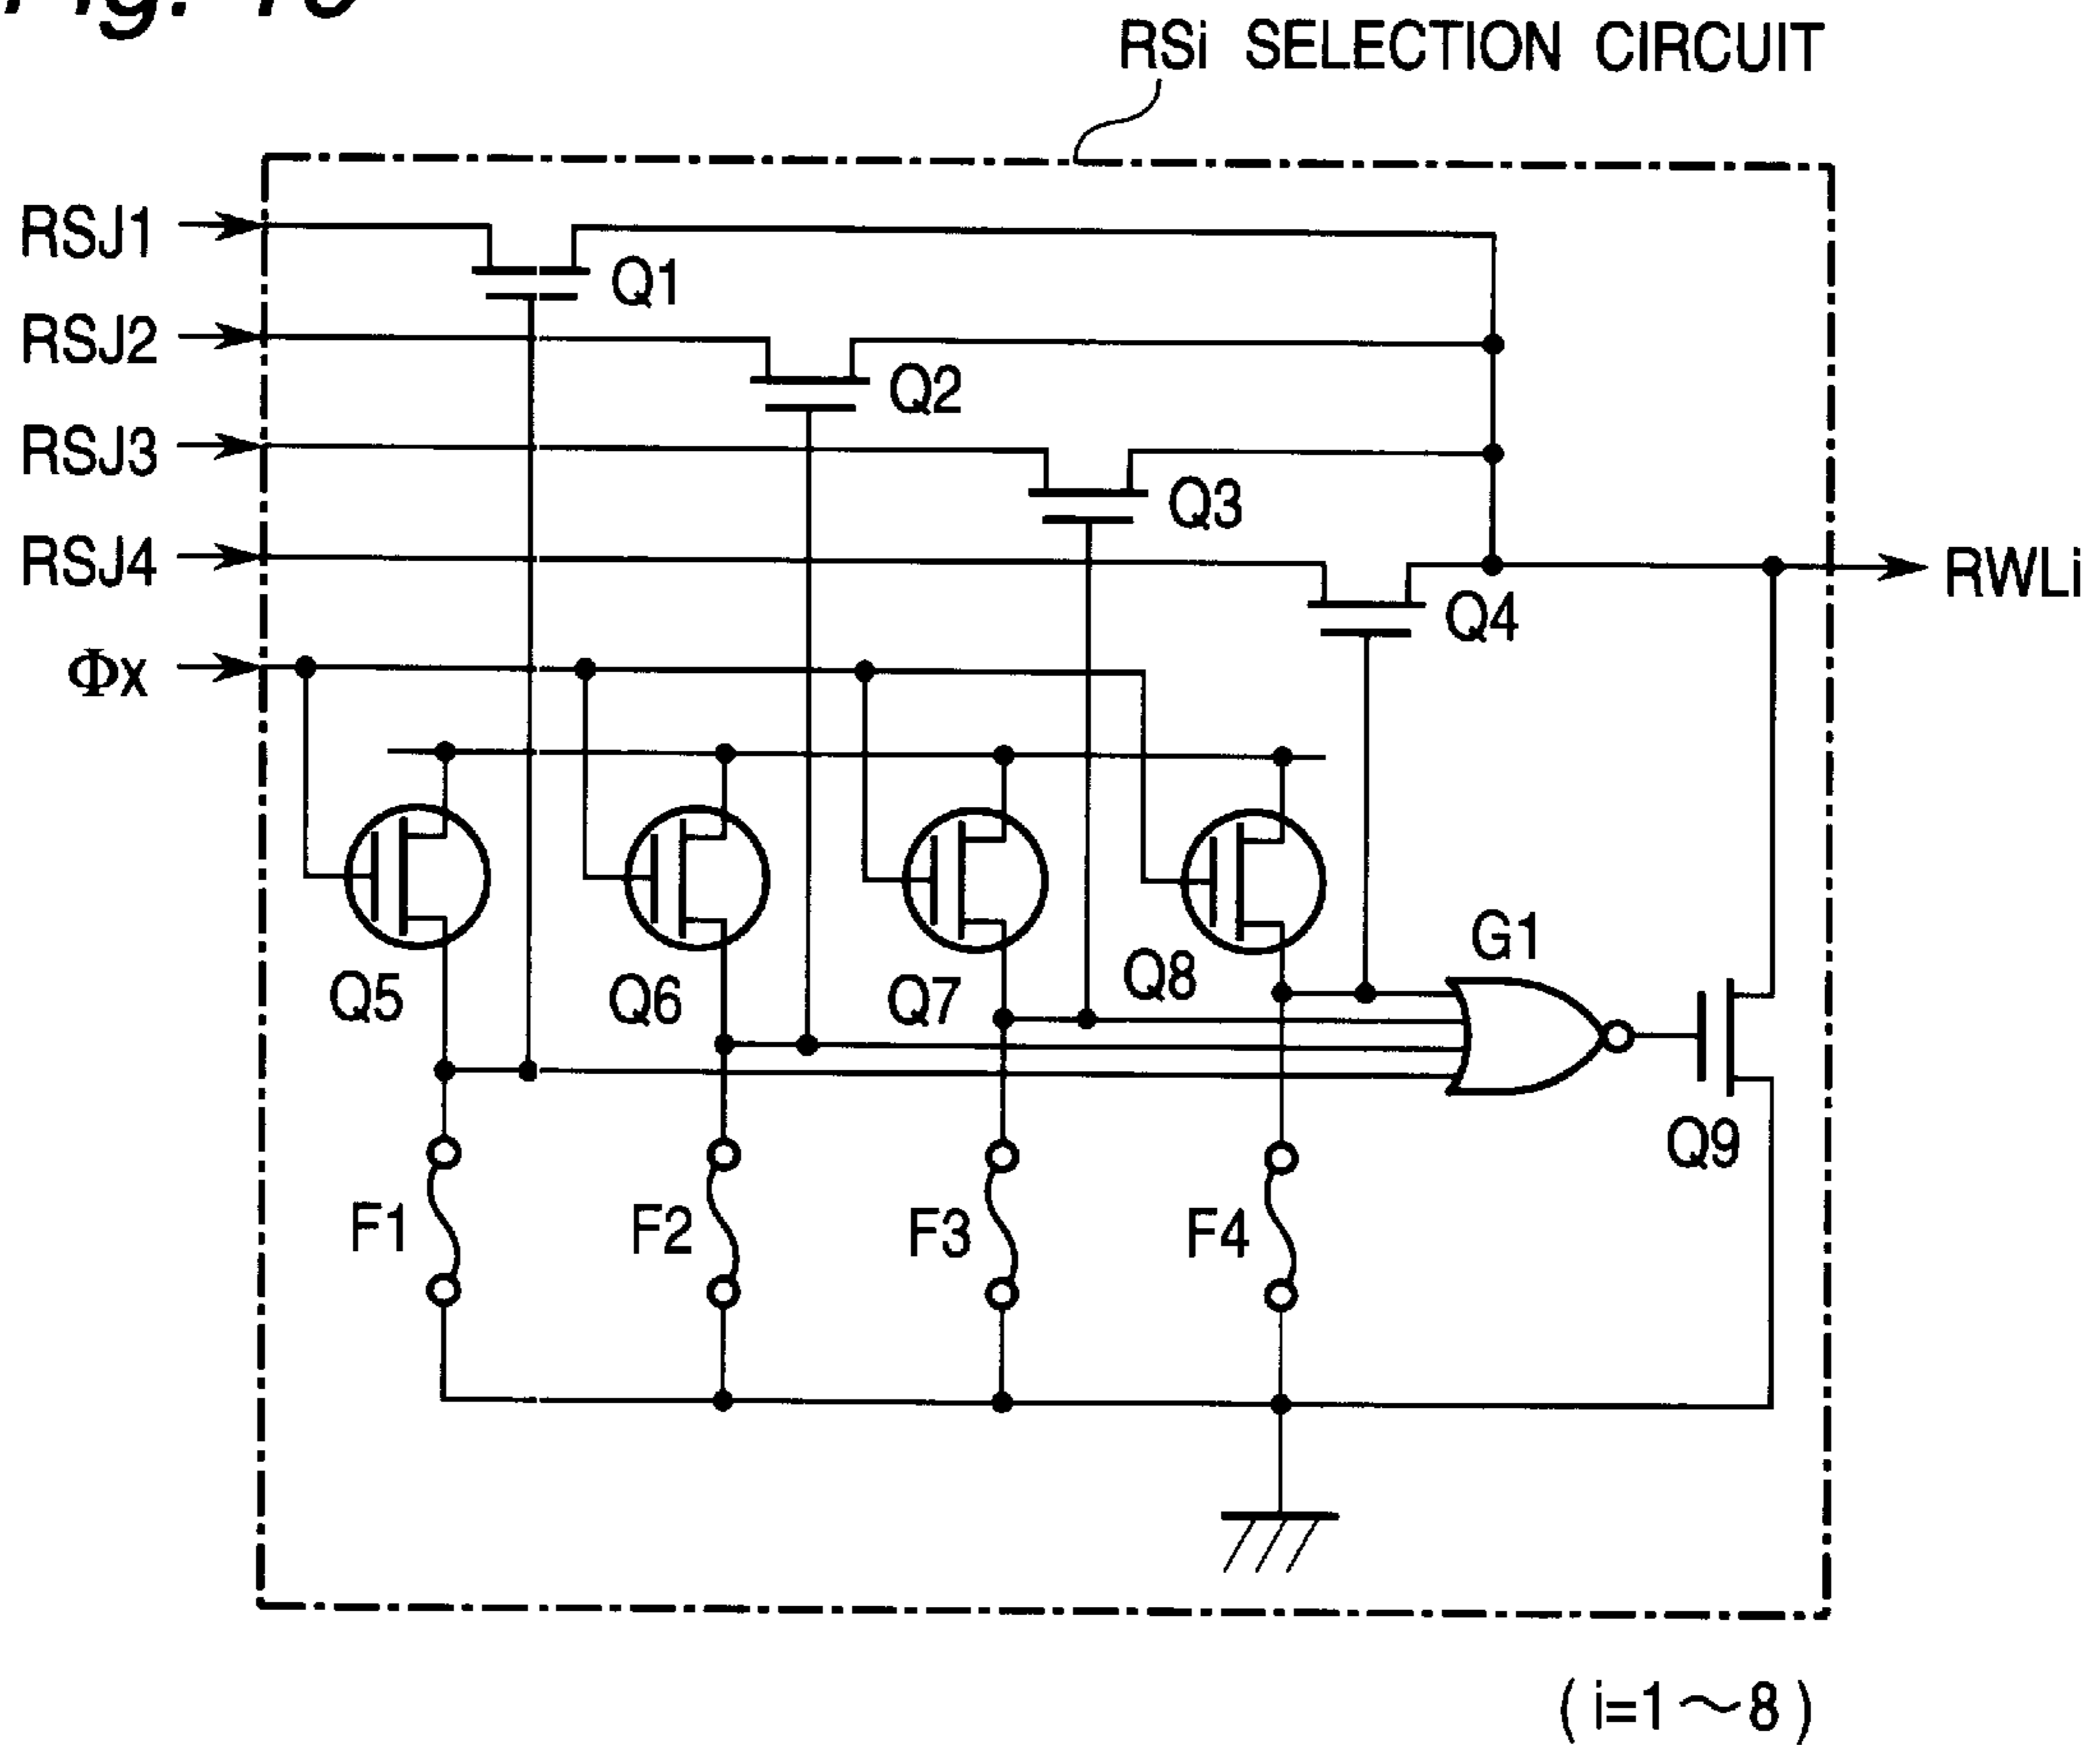 RSi SELECTION CIRCUIT
RSJ1
Q1
RSJ2
Q2
RSJ3
Q3
RSJ4
RWLi
Q4
Φx
G1
Q5
Q6
Q7
Q8
Q9
F1
F2
F3
F4
( i=1～8 )